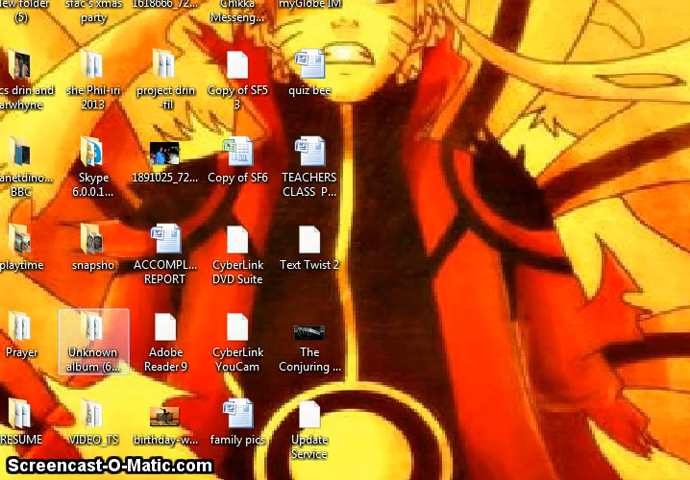 (5)
sfac's xmas
party
1618666_72...
Chikka
Messeng...
myGlobe IM
cs drin and
arwhyne
she Phil-iri
2013
project drin
-fil
Copy of SF5
3
quiz bee
anetdino...
BBC
Skype
6.0.0.1...
1891025_72...
Copy of SF6
TEACHERS
CLASS P...
playtime
snapsho
ACCOMPL...
REPORT
CyberLink
DVD Suite
Text Twist 2
Prayer
Unknown
album (6...
Adobe
Reader 9
CyberLink
YouCam
The
Conjuring ...
RESUME
VIDEO_TS
birthday-w...
family pics
Update
Service
Screencast-O-Matic.com